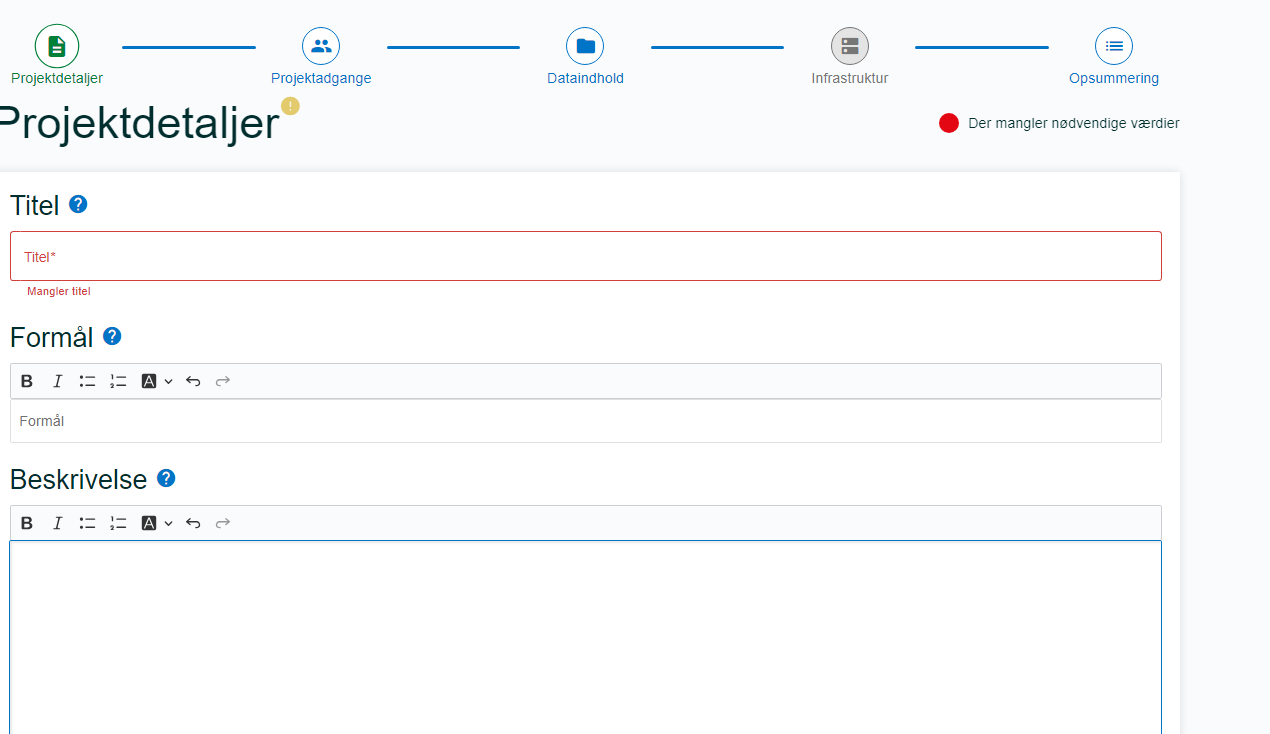 Projektdetaljer
Projektadgange
Dataindhold
Infrastruktur
Opsummering
Projektdetaljer
Der mangler nødvendige værdier
Titel
Titel*
Mangler titel
Formål
B I A
Formål
Beskrivelse
B I A